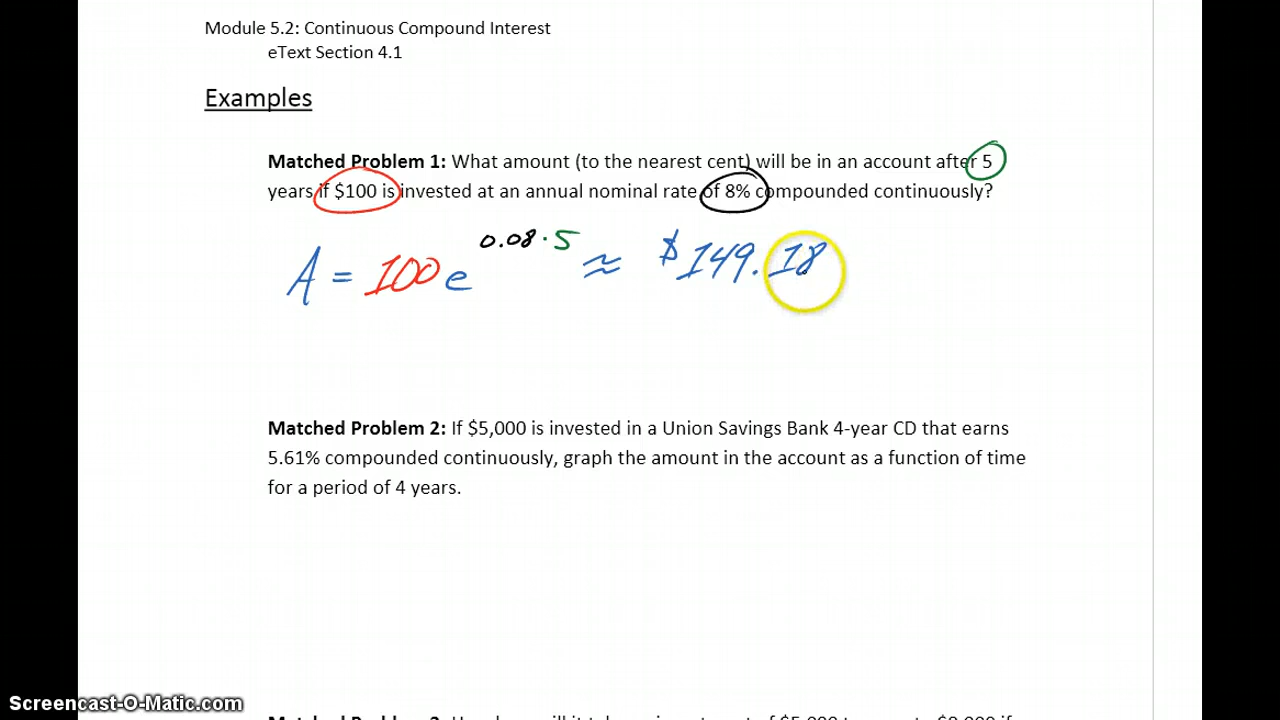 Module 5.2: Continuous Compound Interest
eText Section 4.1
Examples
Matched Problem 1: What amount (to the nearest cent) will be in an account after 5
years if $100 is invested at an annual nominal rate of 8% compounded continuously?
A = 100 e^0.08·5 ≈ $149.18
Matched Problem 2: If $5,000 is invested in a Union Savings Bank 4-year CD that earns
5.61% compounded continuously, graph the amount in the account as a function of time
for a period of 4 years.
Screencast-O-Matic.com